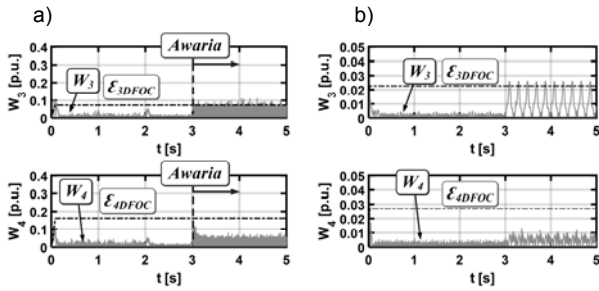 a)
b)
W3 [p.u.]
0.4
0.3
0.2
0.1
0
W3
ε3DFOC
Awaria
0 1 2 3 4 5
t [s]
W3 [p.u.]
0.05
0.04
0.03
0.02
0.01
0
W3
ε3DFOC
0 1 2 3 4 5
t [s]
W4 [p.u.]
0.4
0.3
0.2
0.1
0
W4
ε4DFOC
Awaria
0 1 2 3 4 5
t [s]
W4 [p.u.]
0.05
0.04
0.03
0.02
0.01
0
W4
ε4DFOC
0 1 2 3 4 5
t [s]